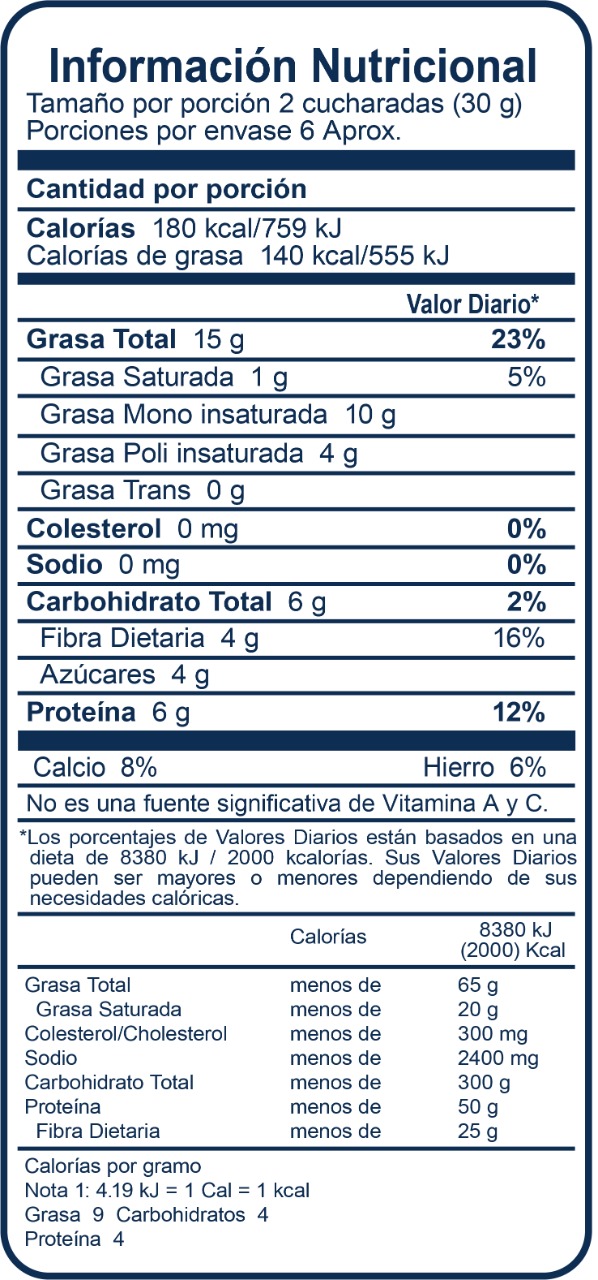 Información Nutricional
Tamaño por porción 2 cucharadas (30 g)
Porciones por envase 6 Aprox.
Cantidad por porción
Calorías 180 kcal/759 kJ
Calorías de grasa 140 kcal/555 kJ
Valor Diario*
Grasa Total 15 g 23%
Grasa Saturada 1 g 5%
Grasa Mono insaturada 10 g
Grasa Poli insaturada 4 g
Grasa Trans 0 g
Colesterol 0 mg 0%
Sodio 0 mg 0%
Carbohidrato Total 6 g 2%
Fibra Dietaria 4 g 16%
Azúcares 4 g
Proteína 6 g 12%
Calcio 8% Hierro 6%
No es una fuente significativa de Vitamina A y C.
*Los porcentajes de Valores Diarios están basados en una
dieta de 8380 kJ / 2000 kcalorías. Sus Valores Diarios
pueden ser mayores o menores dependiendo de sus
necesidades calóricas.
Calorías 8380 kJ
(2000) Kcal
Grasa Total menos de 65 g
Grasa Saturada menos de 20 g
Colesterol/Cholesterol menos de 300 mg
Sodio menos de 2400 mg
Carbohidrato Total menos de 300 g
Proteína menos de 50 g
Fibra Dietaria menos de 25 g
Calorías por gramo
Nota 1: 4.19 kJ = 1 Cal = 1 kcal
Grasa 9 Carbohidratos 4
Proteína 4